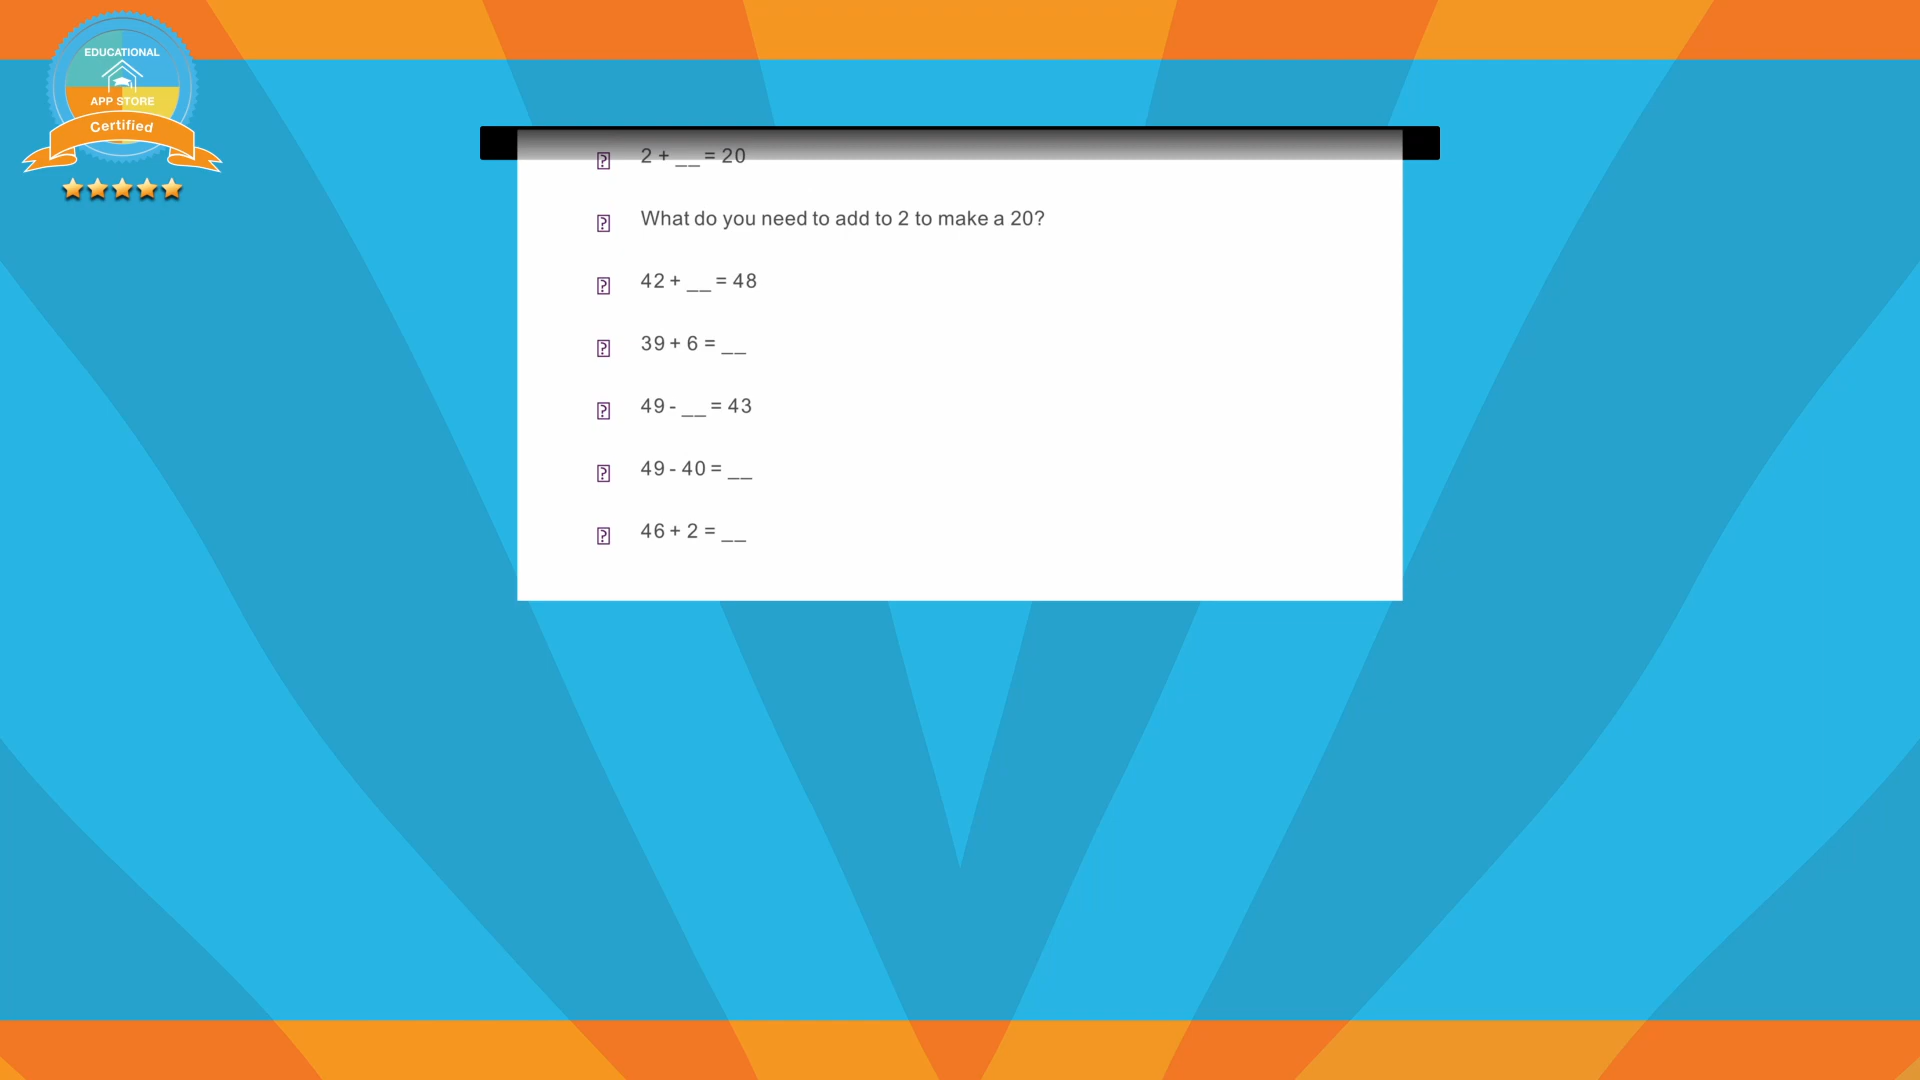 EDUCATIONAL
APP STORE
Certified
2 + __ = 20
What do you need to add to 2 to make a 20?
42 + __ = 48
39 + 6 = __
49 - __ = 43
49 - 40 = __
46 + 2 = __